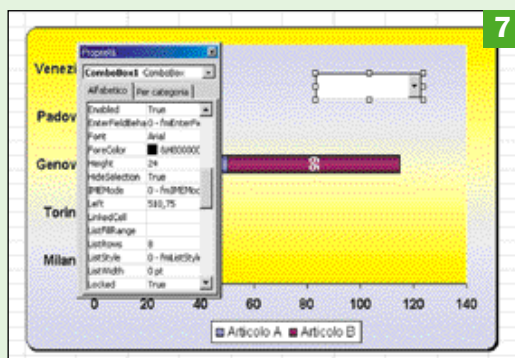 7
Proprietà
Venezi
ComboBox1 ComboBox
Alfabetico Per categoria
Enabled True
EnterFieldBeha 0 - fmEnterFi
Padov
Font Arial
ForeColor &H800000
Height 24
Genov
HideSelection True
69
IMEMode 0 - fmIMEMoc
Left 510,75
LinkedCell
Torin
ListFillRange
ListRows 8
ListStyle 0 - fmListStyle
Milan
ListWidth 0 pt
Locked True
0 20 40 60 80 100 120 140
Articolo A Articolo B